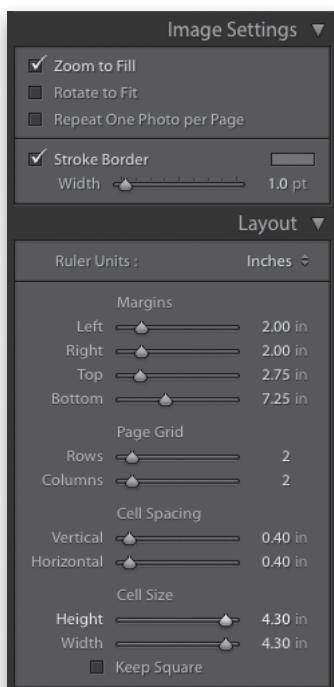 Image Settings
Zoom to Fill
Rotate to Fit
Repeat One Photo per Page
Stroke Border
Width 1.0 pt
Layout
Ruler Units : Inches
Margins
Left 2.00 in
Right 2.00 in
Top 2.75 in
Bottom 7.25 in
Page Grid
Rows 2
Columns 2
Cell Spacing
Vertical 0.40 in
Horizontal 0.40 in
Cell Size
Height 4.30 in
Width 4.30 in
Keep Square